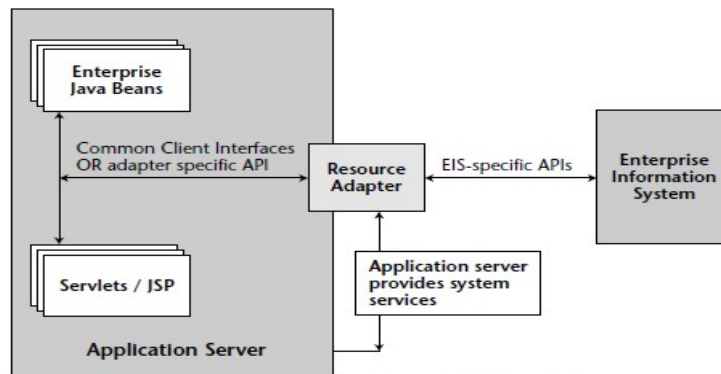 Enterprise
Java Beans
Common Client Interfaces
OR adapter specific API
Resource
Adapter
EIS-specific APIs
Enterprise
Information
System
Servlets / JSP
Application server
provides system
services
Application Server